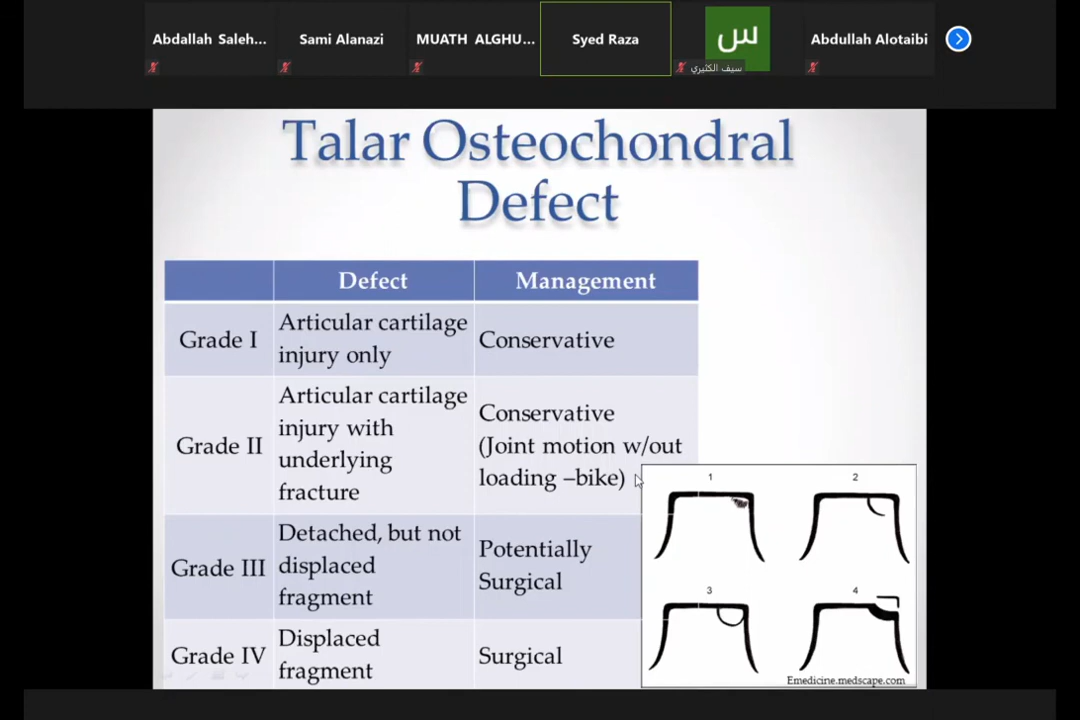 Abdallah Saleh...
Sami Alanazi
MUATH ALGHU...
Syed Raza
س
سيف الكثيري
Abdullah Alotaibi
Talar Osteochondral
Defect
Defect
Management
Grade I
Articular cartilage
injury only
Conservative
Grade II
Articular cartilage
injury with
underlying
fracture
Conservative
(Joint motion w/out
loading –bike)
Grade III
Detached, but not
displaced
fragment
Potentially
Surgical
Grade IV
Displaced
fragment
Surgical
1
2
3
4
Emedicine.medscape.com